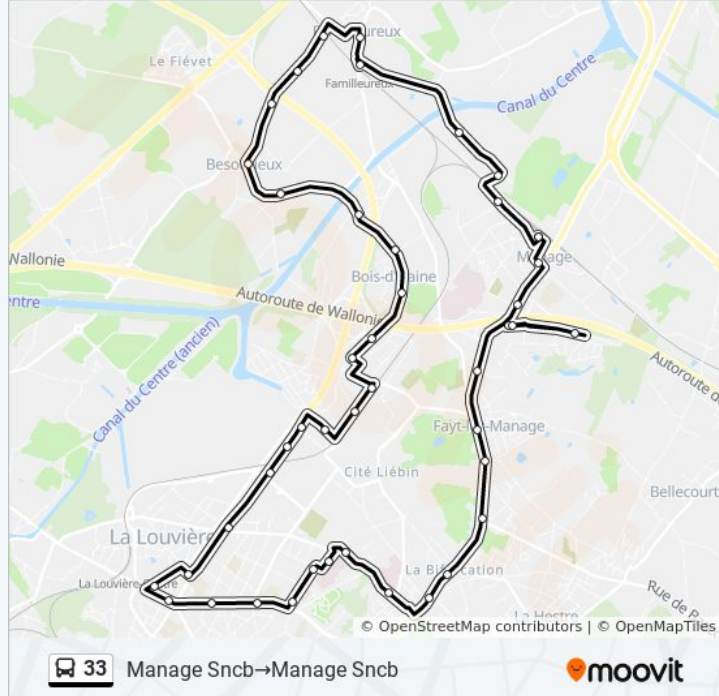 Familleureux
Le Fiévet
Familleureux
Canal du Centre
Besonrieux
Wallonie
Manage
Bois-d'Haine
entre
Autoroute de Wallonie
Autoroute d
Canal du Centre (ancien)
Fayt-lez-Manage
Cité Liébin
Bellecourt
La Louvière
La Bifurcation
La Louvière-Centre
Rue de
La Hestre
© OpenStreetMap contributors | © OpenMapTiles
33 Manage Sncb→Manage Sncb
moovit